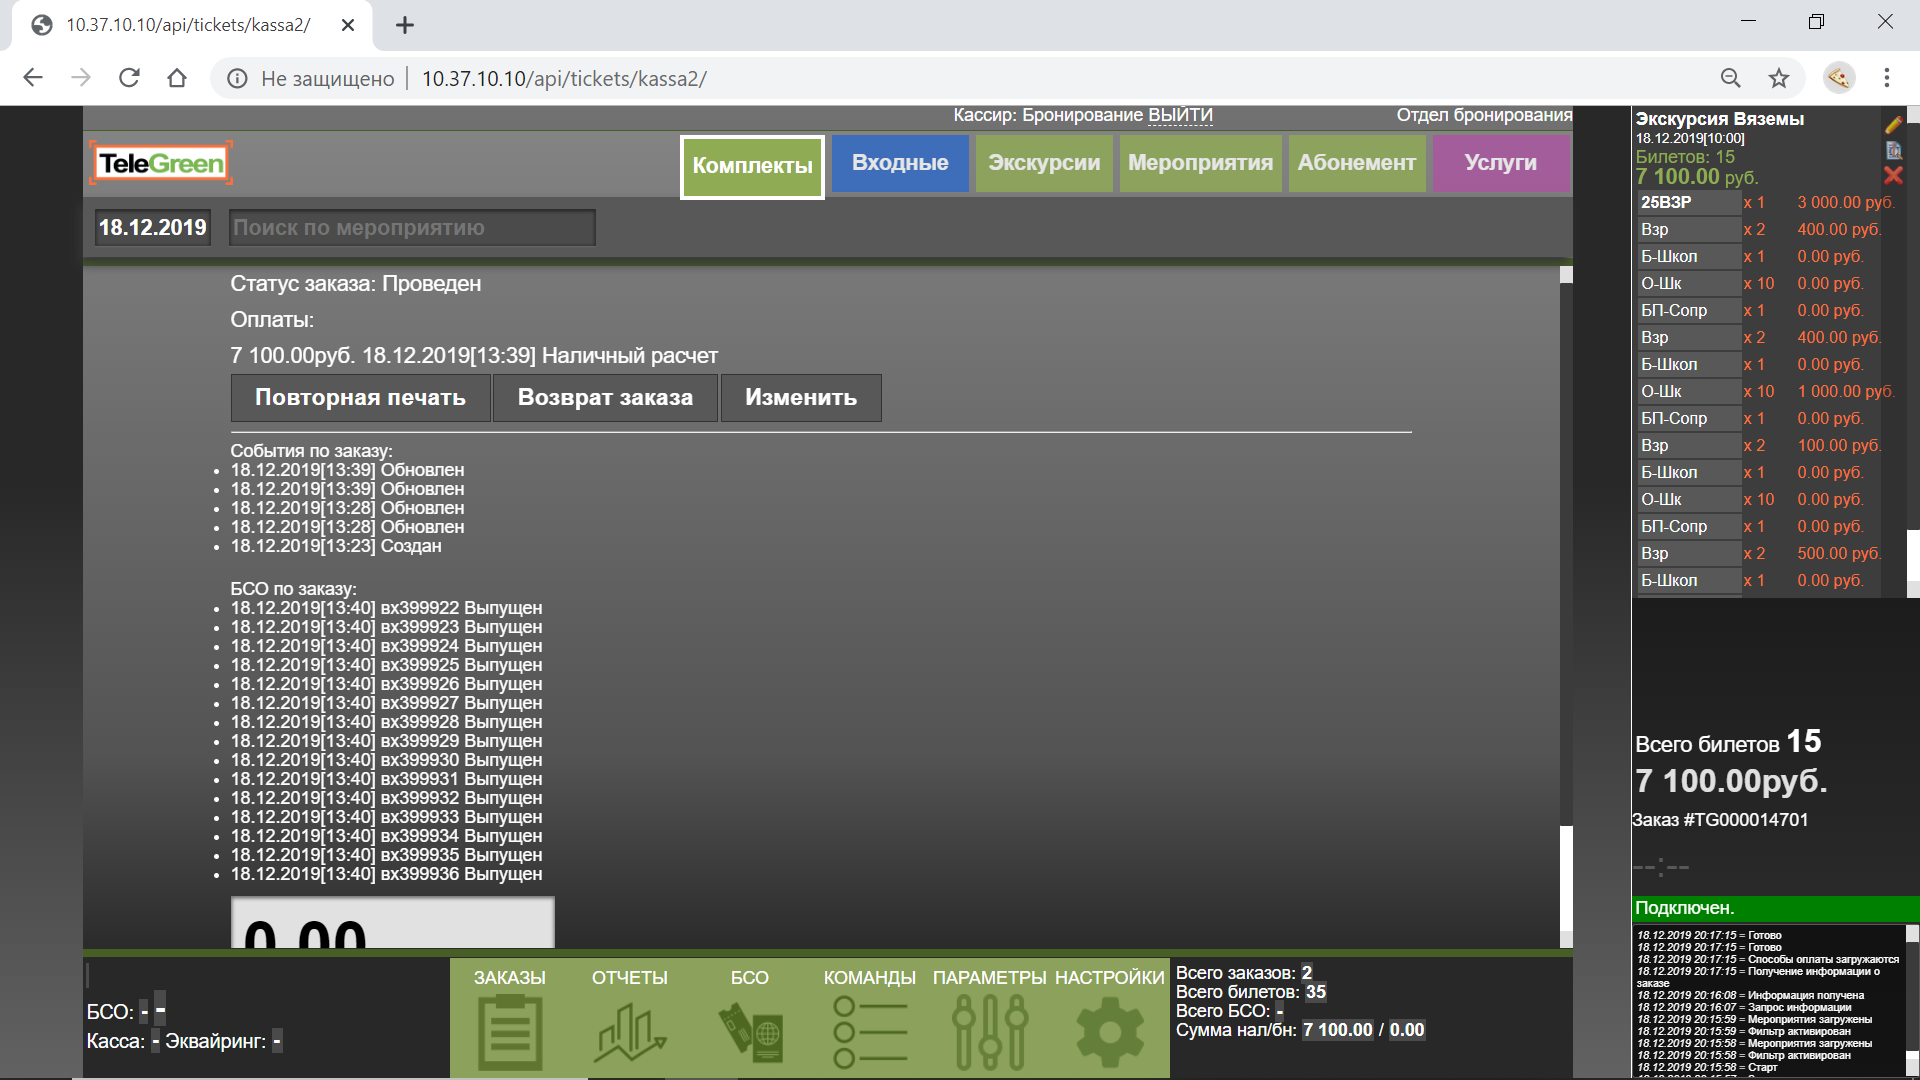 10.37.10.10/api/tickets/kassa2/
Не защищено
10.37.10.10/api/tickets/kassa2/
Кассир: Бронирование ВЫЙТИ
Отдел бронирования
TeleGreen
Комплекты
Входные
Экскурсии
Мероприятия
Абонемент
Услуги
18.12.2019
Поиск по мероприятию
Статус заказа: Проведен
Оплаты:
7 100.00руб. 18.12.2019[13:39] Наличный расчет
Повторная печать
Возврат заказа
Изменить
События по заказу:
18.12.2019[13:39] Обновлен
18.12.2019[13:39] Обновлен
18.12.2019[13:28] Обновлен
18.12.2019[13:28] Обновлен
18.12.2019[13:23] Создан
БСО по заказу:
18.12.2019[13:40] вх399922 Выпущен
18.12.2019[13:40] вх399923 Выпущен
18.12.2019[13:40] вх399924 Выпущен
18.12.2019[13:40] вх399925 Выпущен
18.12.2019[13:40] вх399926 Выпущен
18.12.2019[13:40] вх399927 Выпущен
18.12.2019[13:40] вх399928 Выпущен
18.12.2019[13:40] вх399929 Выпущен
18.12.2019[13:40] вх399930 Выпущен
18.12.2019[13:40] вх399931 Выпущен
18.12.2019[13:40] вх399932 Выпущен
18.12.2019[13:40] вх399933 Выпущен
18.12.2019[13:40] вх399934 Выпущен
18.12.2019[13:40] вх399935 Выпущен
18.12.2019[13:40] вх399936 Выпущен
0.00
БСО: - -
Касса: - Эквайринг: -
ЗАКАЗЫ
ОТЧЕТЫ
БСО
КОМАНДЫ
ПАРАМЕТРЫ
НАСТРОЙКИ
Всего заказов: 2
Всего билетов: 35
Всего БСО: -
Сумма нал/бн: 7 100.00 / 0.00
Экскурсия Вяземы
18.12.2019[10:00]
Билетов: 15
7 100.00 руб.
25ВЗР x 1 3 000.00 руб.
Взр x 2 400.00 руб.
Б-Школ x 1 0.00 руб.
О-Шк x 10 0.00 руб.
БП-Сопр x 1 0.00 руб.
Взр x 2 400.00 руб.
Б-Школ x 1 0.00 руб.
О-Шк x 10 1 000.00 руб.
БП-Сопр x 1 0.00 руб.
Взр x 2 100.00 руб.
Б-Школ x 1 0.00 руб.
О-Шк x 10 0.00 руб.
БП-Сопр x 1 0.00 руб.
Взр x 2 500.00 руб.
Б-Школ x 1 0.00 руб.
Всего билетов 15
7 100.00руб.
Заказ #TG000014701
--:--
Подключен.
18.12.2019 20:17:15 = Готово
18.12.2019 20:17:15 = Готово
18.12.2019 20:17:15 = Способы оплаты загружаются
18.12.2019 20:17:15 = Получение информации о
заказе
18.12.2019 20:16:08 = Информация получена
18.12.2019 20:16:07 = Запрос информации
18.12.2019 20:15:59 = Мероприятия загружены
18.12.2019 20:15:59 = Фильтр активирован
18.12.2019 20:15:58 = Мероприятия загружены
18.12.2019 20:15:58 = Фильтр активирован
18.12.2019 20:15:58 = Старт